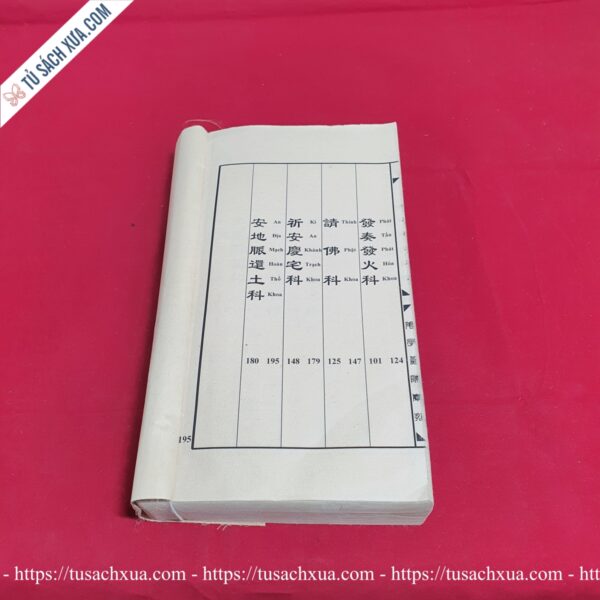 TỦ SÁCH XƯA.COM
發奏發火科
Phát Tấu Phát Hỏa Khoa
101 124
請佛科
Thỉnh Phật Khoa
125 147
祈安慶宅科
Kì An Khánh Trạch Khoa
148 179
安地脈還土科
An Địa Mạch Hoàn Thổ Khoa
180 195
195
- https://tusachxua.com - https://tusachxua.com - https://tusachxua.com -